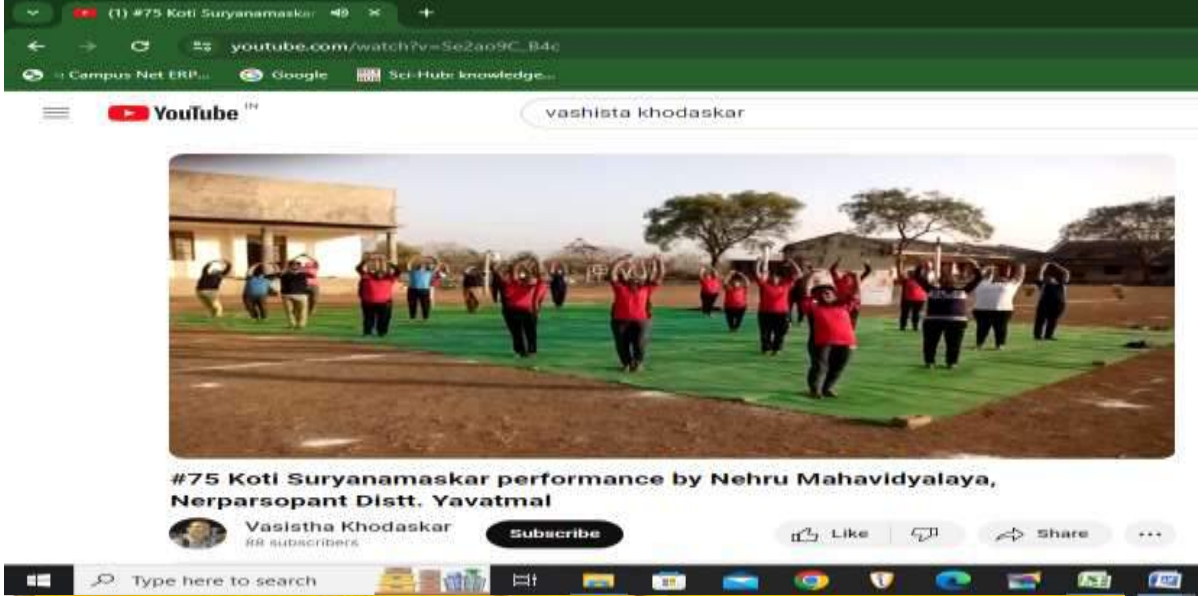 (1) #75 Koti Suryanamaskar
youtube.com/watch?v=Se2ao9C_B4c
Campus Net ERP... Google Sci-Hub: knowledge...
YouTube IN vashista khodaskar
#75 Koti Suryanamaskar performance by Nehru Mahavidyalaya,
Nerparsopant Distt. Yavatmal
Vasistha Khodaskar Subscribe Like Share ...
88 subscribers
Type here to search